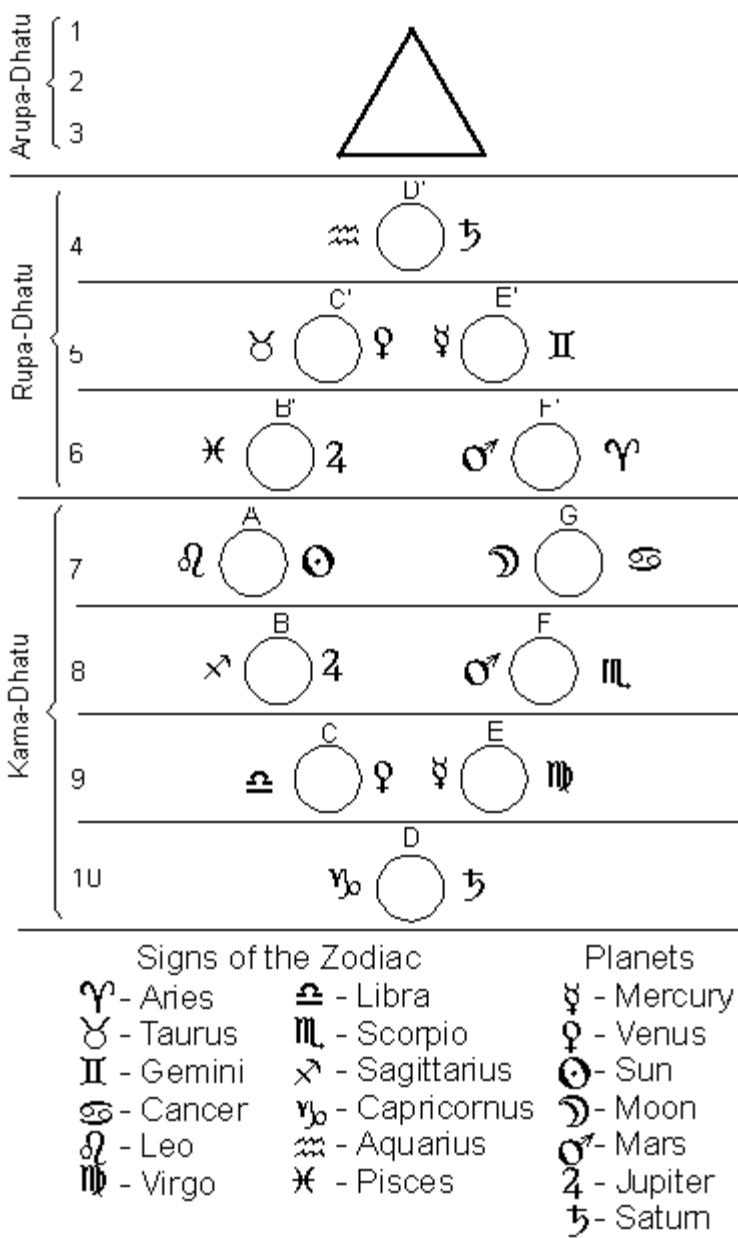 Arupa-Dhatu
1
2
3
Rupa-Dhatu
D'
4 ♒ ♄
C' E'
5 ♉ ♀ ☿ ♊
B' F'
6 ♓ ♃ ♂ ♈
Kama-Dhatu
A G
7 ♌ ☉ ☽ ♋
B F
8 ♐ ♃ ♂ ♏
C E
9 ♎ ♀ ☿ ♍
D
10 ♑ ♄
Signs of the Zodiac Planets
♈ - Aries ♎ - Libra ☿ - Mercury
♉ - Taurus ♏ - Scorpio ♀ - Venus
♊ - Gemini ♐ - Sagittarius ☉ - Sun
♋ - Cancer ♑ - Capricornus ☽ - Moon
♌ - Leo ♒ - Aquarius ♂ - Mars
♍ - Virgo ♓ - Pisces ♃ - Jupiter
♄ - Saturn